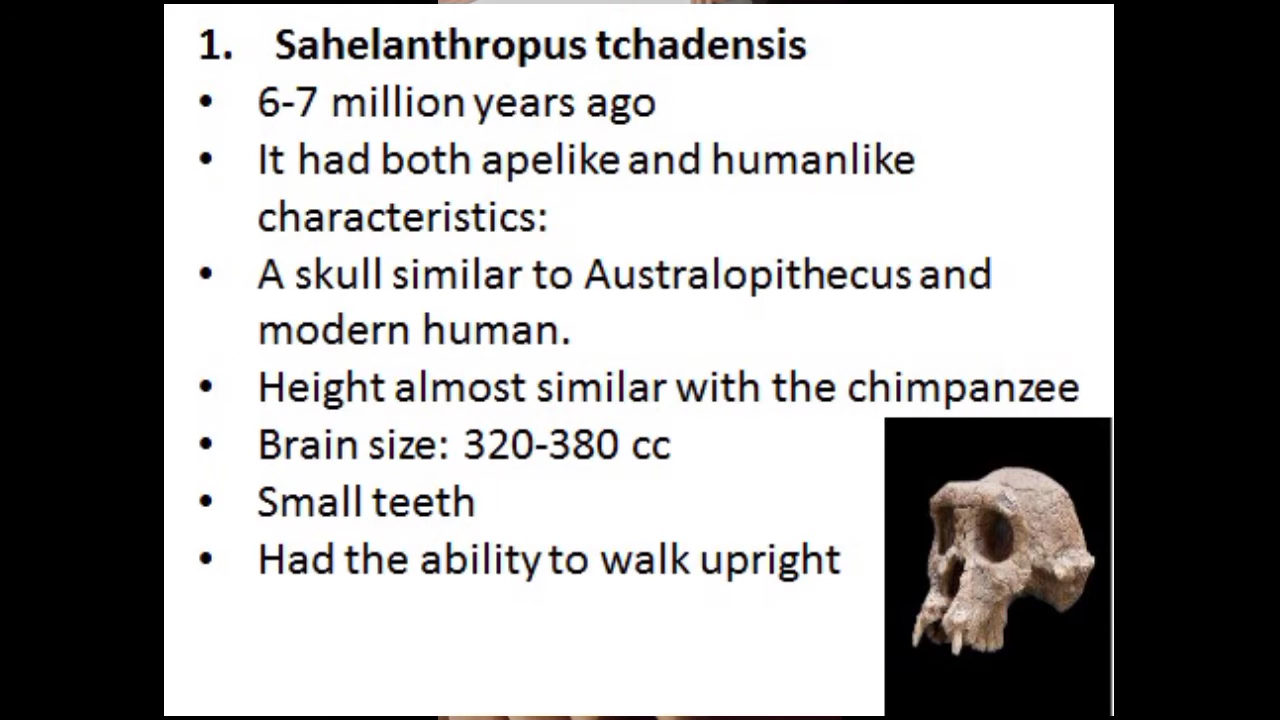 1. Sahelanthropus tchadensis
• 6-7 million years ago
• It had both apelike and humanlike
characteristics:
• A skull similar to Australopithecus and
modern human.
• Height almost similar with the chimpanzee
• Brain size: 320-380 cc
• Small teeth
• Had the ability to walk upright